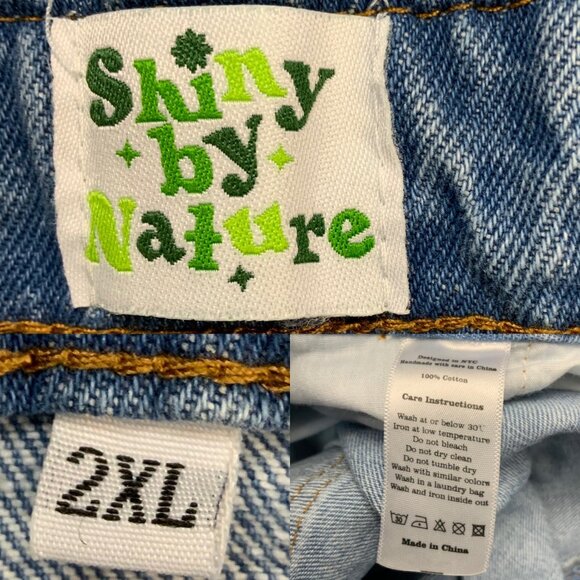 Shiny
by
Nature
2XL
Designed in NYC
Handmade with care in China
100% Cotton
Care Instructions
Wash at or below 30℃
Iron at low temperature
Do not bleach
Do not dry clean
Do not tumble dry
Wash with similar colors
Wash in a laundry bag
Wash and iron inside out
30
Made in China